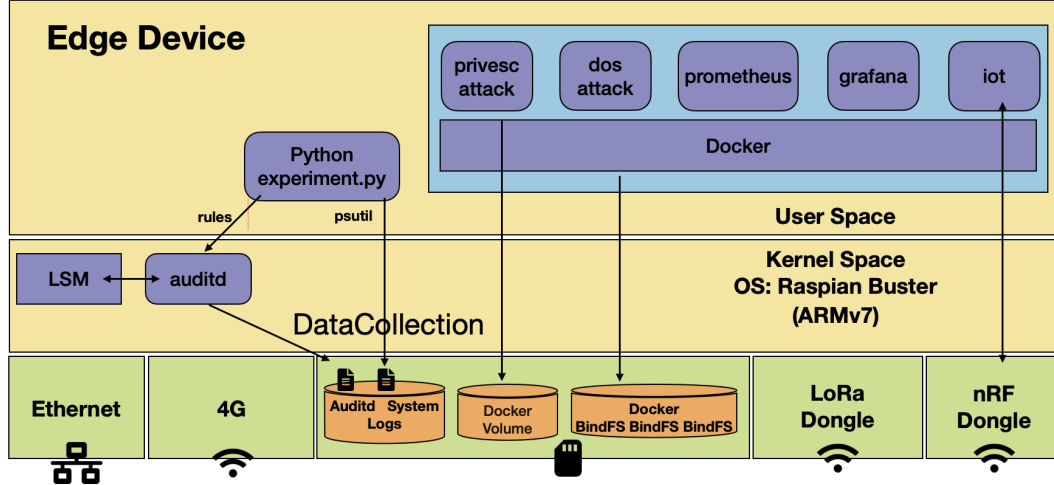 Edge Device
privesc
attack
dos
attack
prometheus
grafana
iot
Docker
Python
experiment.py
rules
psutil
User Space
LSM
auditd
Kernel Space
OS: Raspian Buster
(ARMv7)
DataCollection
Ethernet
4G
Auditd System
Logs
Docker
Volume
Docker
BindFS BindFS BindFS
LoRa
Dongle
nRF
Dongle